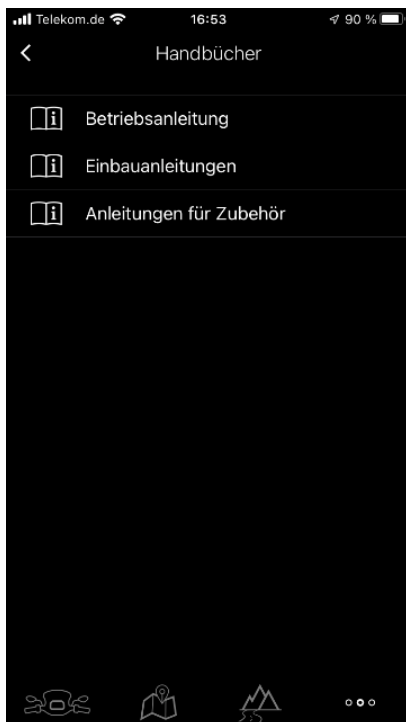 Telekom.de 16:53 90 %
Handbücher
Betriebsanleitung
Einbauanleitungen
Anleitungen für Zubehör